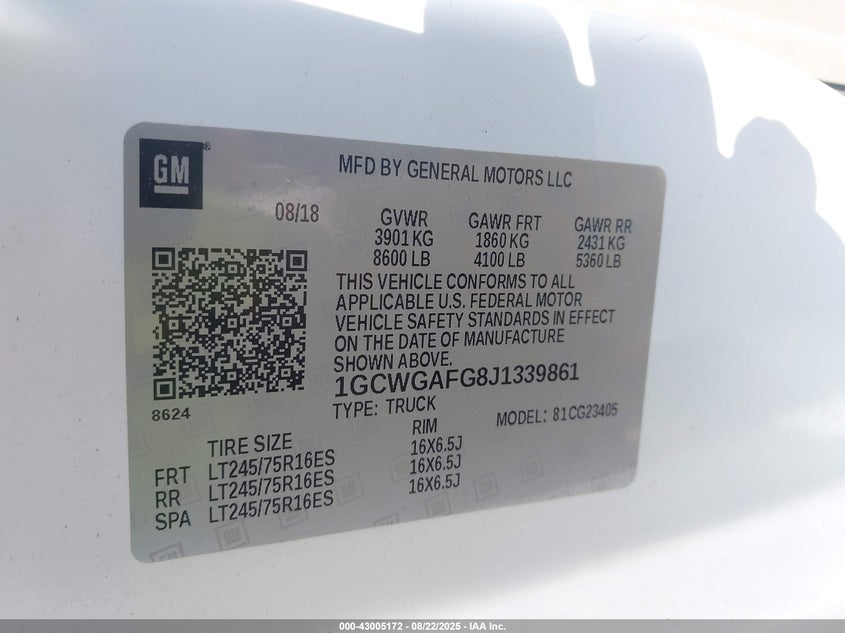 GM
MFD BY GENERAL MOTORS LLC
08/18
GVWR GAWR FRT GAWR RR
3901 KG 1860 KG 2431 KG
8600 LB 4100 LB 5360 LB
THIS VEHICLE CONFORMS TO ALL
APPLICABLE U.S. FEDERAL MOTOR
VEHICLE SAFETY STANDARDS IN EFFECT
ON THE DATE OF MANUFACTURE
SHOWN ABOVE.
1GCWGAFG8J1339861
8624
TYPE: TRUCK MODEL: 81CG23405
TIRE SIZE RIM
FRT LT245/75R16ES 16X6.5J
RR LT245/75R16ES 16X6.5J
SPA LT245/75R16ES 16X6.5J
000-43005172 - 08/22/2025 - IAA Inc.